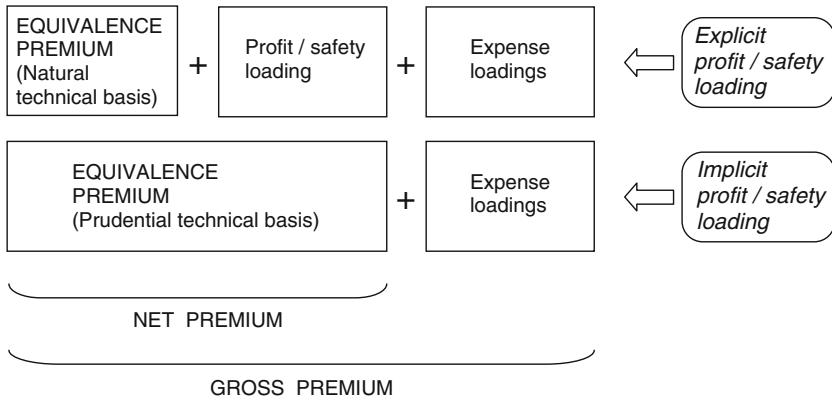 EQUIVALENCE
PREMIUM
(Natural
technical basis)
+
Profit / safety
loading
+
Expense
loadings
Explicit
profit / safety
loading
EQUIVALENCE
PREMIUM
(Prudential technical basis)
+
Expense
loadings
Implicit
profit / safety
loading
NET PREMIUM
GROSS PREMIUM